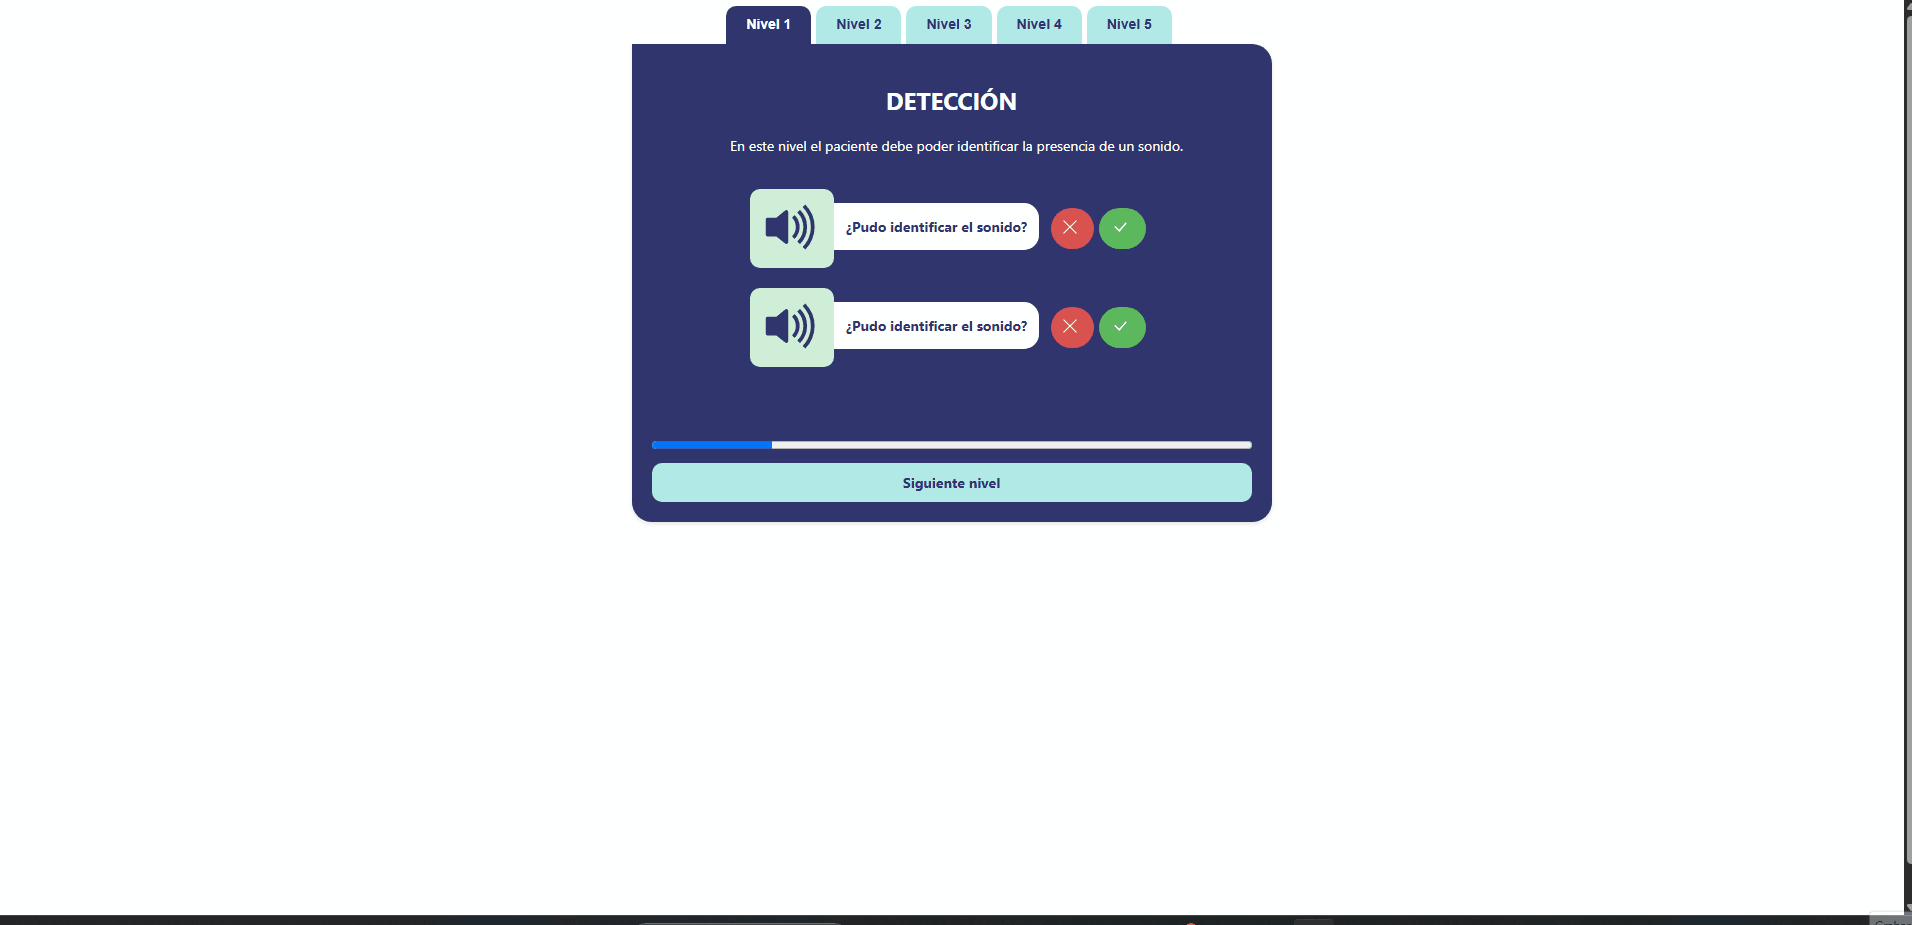 Nivel 1 Nivel 2 Nivel 3 Nivel 4 Nivel 5
DETECCIÓN
En este nivel el paciente debe poder identificar la presencia de un sonido.
¿Pudo identificar el sonido?
¿Pudo identificar el sonido?
Siguiente nivel